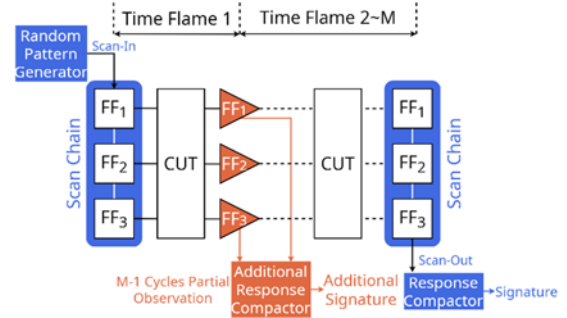 Time Flame 1
Time Flame 2~M
Random
Pattern
Generator
Scan-In
Scan Chain
FF1
FF2
FF3
CUT
FF1
FF2
FF3
CUT
FF1
FF2
FF3
Scan Chain
Scan-Out
M-1 Cycles Partial
Observation
Additional
Response
Compactor
Additional
Signature
Response
Compactor
Signature